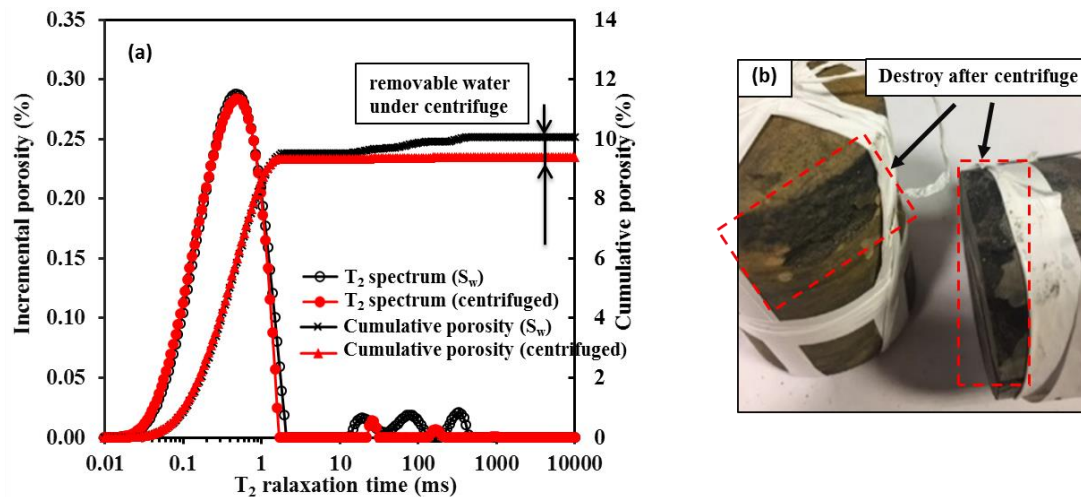 0.35
0.30
0.25
0.20
0.15
0.10
0.05
0.00
Incremental porosity (%)
(a)
removable water
under centrifuge
T2 spectrum (Sw)
T2 spectrum (centrifuged)
Cumulative porosity (Sw)
Cumulative porosity (centrifuged)
14
12
10
8
6
4
2
0
Cumulative porosity (%)
0.01 0.1 1 10 100 1000 10000
T2 ralaxation time (ms)
(b)
Destroy after centrifuge